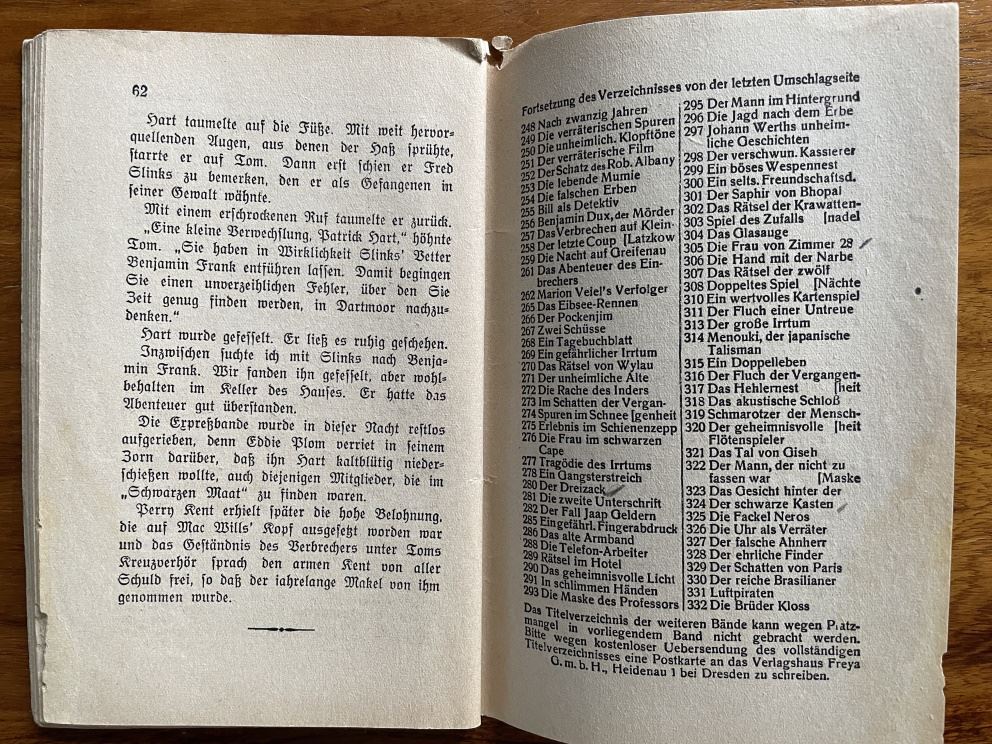 62
Hart taumelte auf die Füße. Mit weit hervor-
quellenden Augen, aus denen der Haß sprühte,
starrte er auf Tom. Dann erst schien er Fred
Slinks zu bemerken, den er als Gefangenen in
seiner Gewalt wähnte.
Mit einem erschrockenen Ruf taumelte er zurück.
„Eine kleine Verwechslung, Patrick Hart,“ höhnte
Tom. „Sie haben in Wirklichkeit Slinks' Vetter
Benjamin Frank entführen lassen. Damit begingen
Sie einen unverzeihlichen Fehler, über den Sie
Zeit genug finden werden, in Dartmoor nachzu-
denken.“
Hart wurde gefesselt. Er ließ es ruhig geschehen.
Inzwischen suchte ich mit Slinks nach Benja-
min Frank. Wir fanden ihn gefesselt, aber wohl-
behalten im Keller des Hauses. Er hatte das
Abenteuer gut überstanden.
Die Expreßbande wurde in dieser Nacht restlos
aufgerieben, denn Eddie Plom verriet in seinem
Zorn darüber, daß ihn Hart kaltblütig nieder-
schießen wollte, auch diejenigen Mitglieder, die im
„Schwarzen Maat“ zu finden waren.
Perry Kent erhielt später die hohe Belohnung,
die auf Mac Wills' Kopf ausgesetzt worden war
und das Geständnis des Verbrechers unter Toms
Kreuzverhör sprach den armen Kent von aller
Schuld frei, so daß der jahrelange Makel von ihm
genommen wurde.
Fortsetzung des Verzeichnisses von der letzten Umschlagseite
248 Nach zwanzig Jahren
249 Die verräterischen Spuren
250 Die unheimlich. Klopftöne
251 Der verräterische Film
252 Der Schatz des Rob. Albany
253 Die lebende Mumie
254 Die falschen Erben
255 Bill als Detektiv
256 Benjamin Dux, der Mörder
257 Das Verbrechen auf Klein-
258 Der letzte Coup [Latzkow
259 Die Nacht auf Greifenau
261 Das Abenteuer des Ein-
brechers
262 Marion Veiel's Verfolger
265 Das Eibsee-Rennen
266 Der Pockenjim
267 Zwei Schüsse
268 Ein Tagebuchblatt
269 Ein gefährlicher Irrtum
270 Das Rätsel von Wylau
271 Der unheimliche Alte
272 Die Rache des Inders
273 Im Schatten der Vergan-
274 Spuren im Schnee [genheit
275 Erlebnis im Schienenzepp
276 Die Frau im schwarzen
Cape
277 Tragödie des Irrtums
278 Ein Gangsterstreich
280 Der Dreizack
281 Die zweite Unterschrift
282 Der Fall Jaap Geldern
285 Eingefährl. Fingerabdruck
286 Das alte Armband
288 Die Telefon-Arbeiter
289 Rätsel im Hotel
290 Das geheimnisvolle Licht
291 In schlimmen Händen
293 Die Maske des Professors
295 Der Mann im Hintergrund
296 Die Jagd nach dem Erbe
297 Johann Werths unheim-
liche Geschichten
298 Der verschwun. Kassierer
299 Ein böses Wespennest
300 Ein selts. Freundschaftsd.
301 Der Saphir von Bhopal
302 Das Rätsel der Krawatten-
303 Spiel des Zufalls [nadel
304 Das Glasauge
305 Die Frau von Zimmer 28
306 Die Hand mit der Narbe
307 Das Rätsel der zwölf
308 Doppeltes Spiel [Nächte
310 Ein wertvolles Kartenspiel
311 Der Fluch einer Untreue
313 Der große Irrtum
314 Menouki, der japanische
Talisman
315 Ein Doppelleben
316 Der Fluch der Vergangen-
317 Das Hehlernest [heit
318 Das akustische Schloß
319 Schmarotzer der Mensch-
320 Der geheimnisvolle [heit
Flötenspieler
321 Das Tal von Giseh
322 Der Mann, der nicht zu
fassen war [Maske
323 Das Gesicht hinter der
324 Der schwarze Kasten
325 Die Fackel Neros
326 Die Uhr als Verräter
327 Der falsche Ahnherr
328 Der ehrliche Finder
329 Der Schatten von Paris
330 Der reiche Brasilianer
331 Luftpiraten
332 Die Brüder Kloss
Das Titelverzeichnis der weiteren Bände kann wegen Platz-
mangel in vorliegendem Band nicht gebracht werden.
Bitte wegen kostenloser Uebersendung des vollständigen
Titelverzeichnisses eine Postkarte an das Verlagshaus Freya
G. m. b. H., Heidenau 1 bei Dresden zu schreiben.